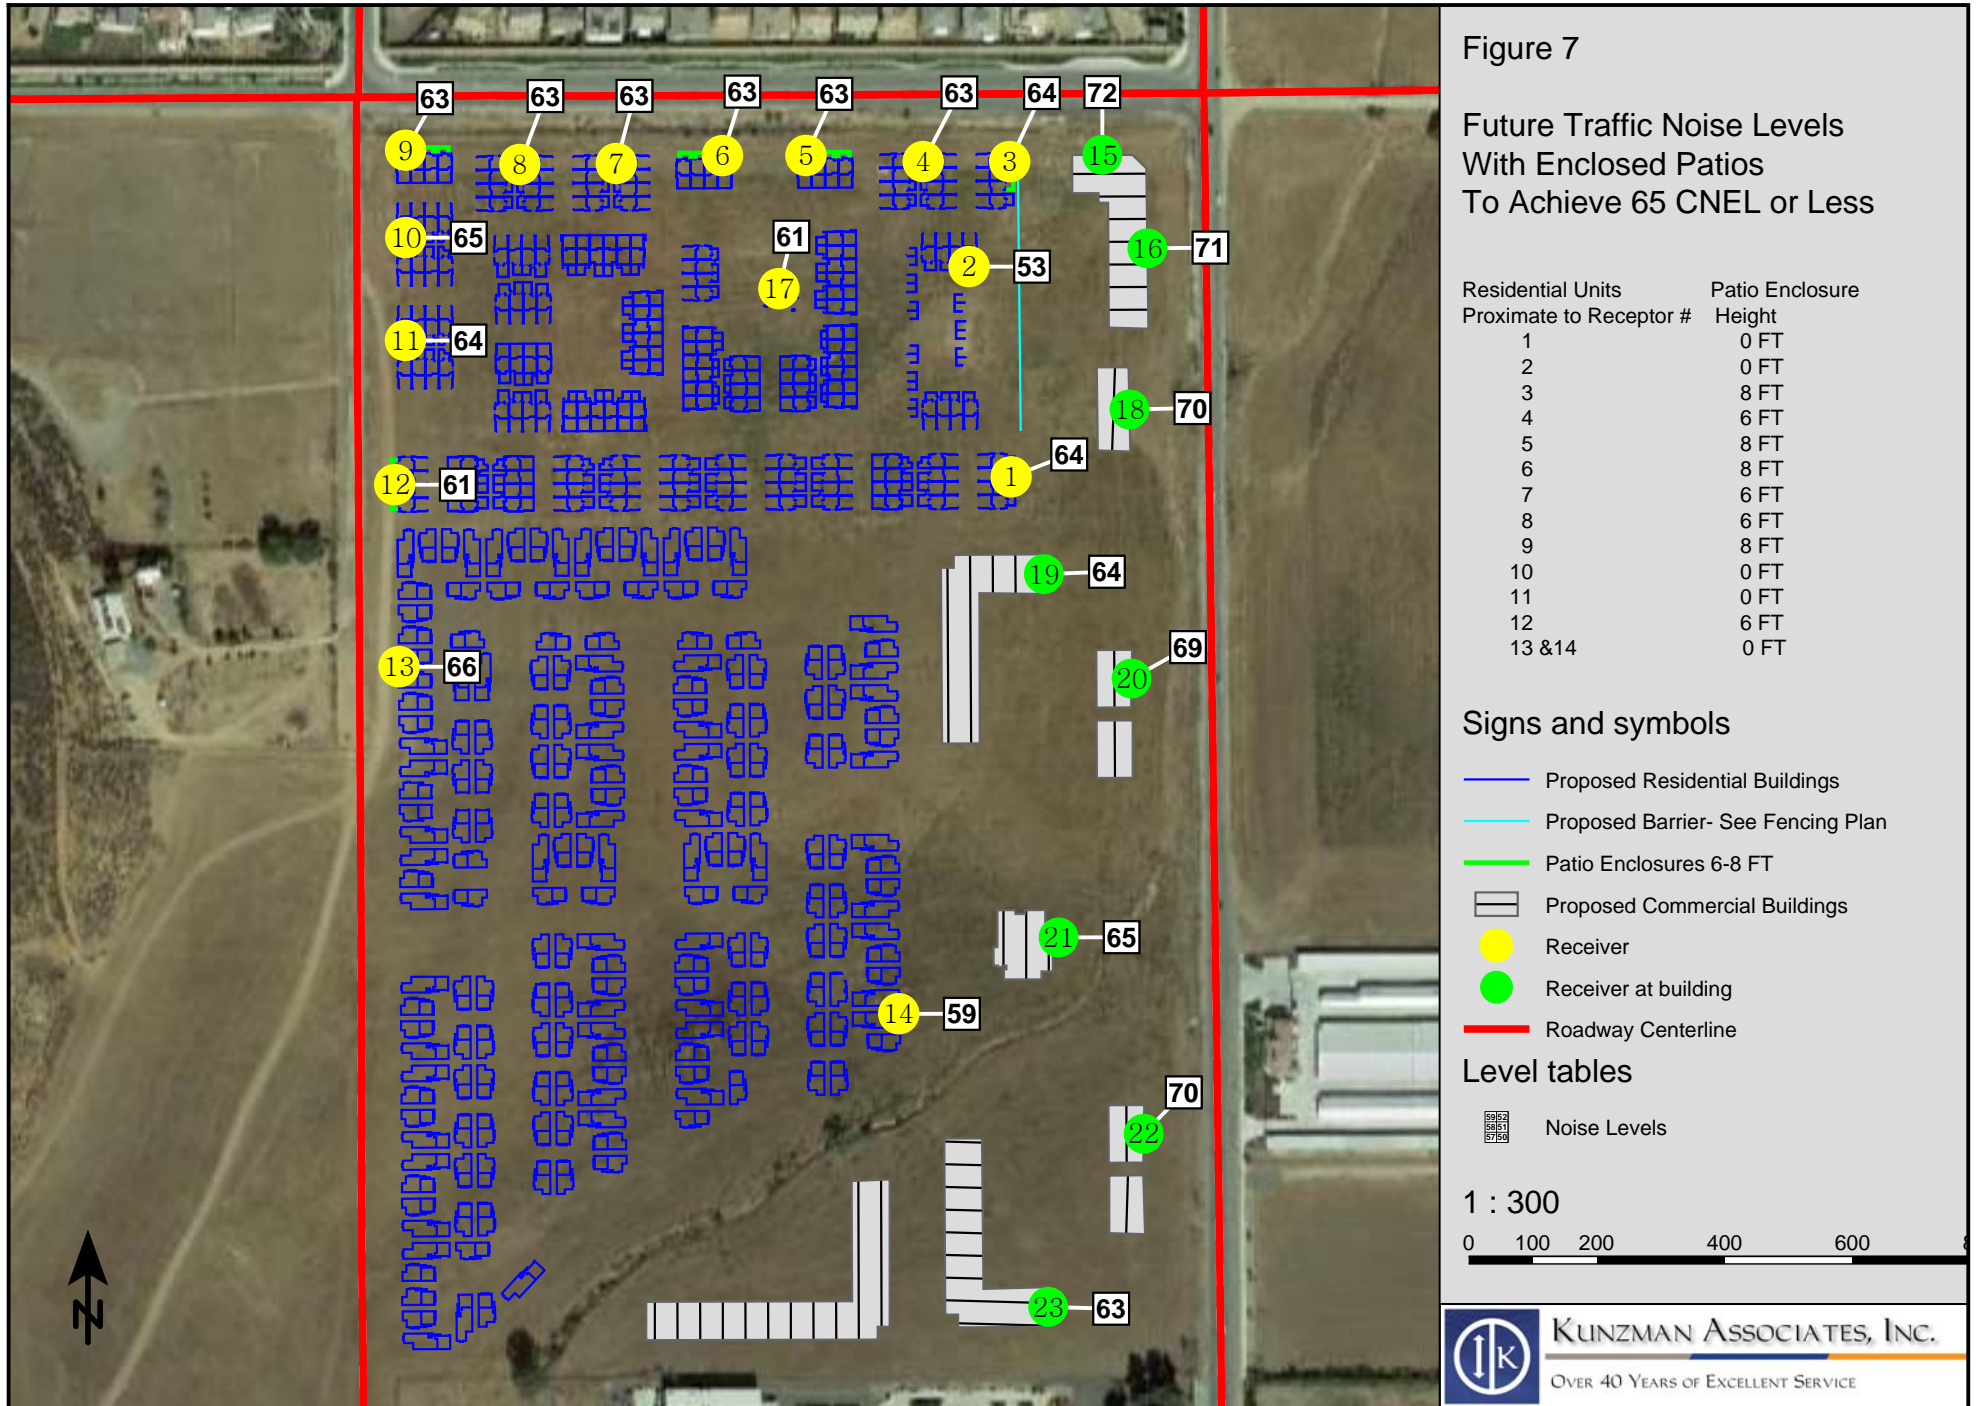 63
63
63
63
63
63
64
72
9
8
7
6
5
4
3
15
10
65
61
17
2
53
16
71
11
64
18
70
12
61
1
64
19
64
13
66
20
69
21
65
14
59
22
70
23
63
N
Figure 7
Future Traffic Noise Levels
With Enclosed Patios
To Achieve 65 CNEL or Less
Residential Units Patio Enclosure
Proximate to Receptor # Height
1 0 FT
2 0 FT
3 8 FT
4 6 FT
5 8 FT
6 8 FT
7 6 FT
8 6 FT
9 8 FT
10 0 FT
11 0 FT
12 6 FT
13 &14 0 FT
Signs and symbols
Proposed Residential Buildings
Proposed Barrier- See Fencing Plan
Patio Enclosures 6-8 FT
Proposed Commercial Buildings
Receiver
Receiver at building
Roadway Centerline
Level tables
59 52
58 51
57 50
Noise Levels
1 : 300
0 100 200 400 600
KUNZMAN ASSOCIATES, INC.
OVER 40 YEARS OF EXCELLENT SERVICE